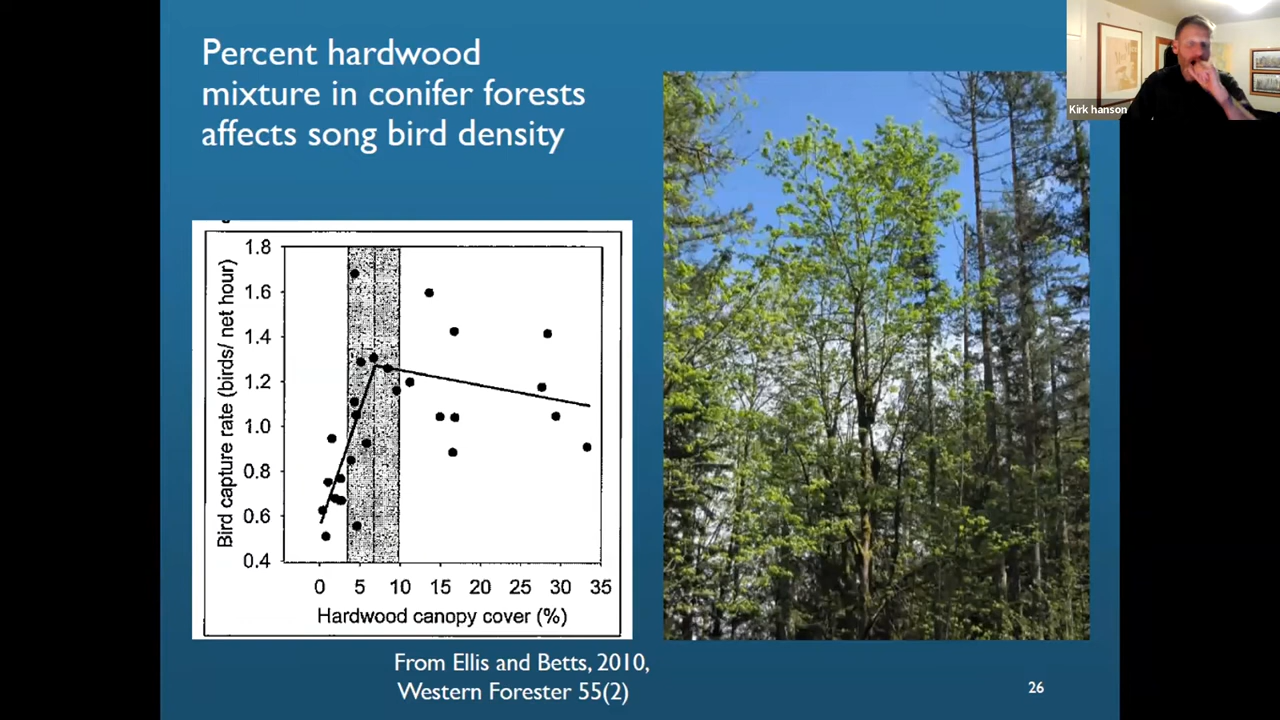 Percent hardwood
mixture in conifer forests
affects song bird density
Kirk hanson
Bird capture rate (birds/ net hour)
1.8
1.6
1.4
1.2
1.0
0.8
0.6
0.4
0 5 10 15 20 25 30 35
Hardwood canopy cover (%)
From Ellis and Betts, 2010,
Western Forester 55(2)
26